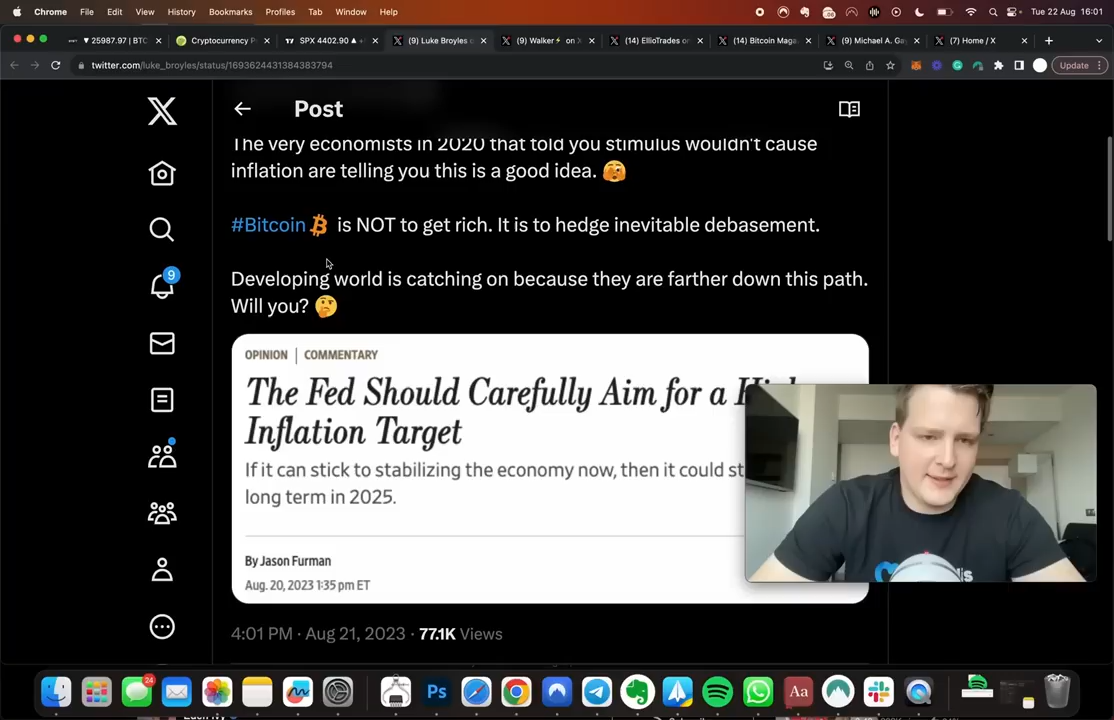 Chrome File Edit View History Bookmarks Profiles Tab Window Help
Tue 22 Aug 16:01
25987.97 | BTC
Cryptocurrency P
SPX 4402.90
(9) Luke Broyles
(9) Walker⚡ on X
(14) EllioTrades on
(14) Bitcoin Maga
(9) Michael A. Ga
(7) Home / X
twitter.com/luke_broyles/status/1693624431384383794
Update
Post
The very economists in 2020 that told you stimulus wouldn't cause
inflation are telling you this is a good idea. 🫣
#Bitcoin is NOT to get rich. It is to hedge inevitable debasement.
Developing world is catching on because they are farther down this path.
Will you? 🤔
9
OPINION | COMMENTARY
The Fed Should Carefully Aim for a
Inflation Target
If it can stick to stabilizing the economy now, then it could
long term in 2025.
By Jason Furman
Aug. 20, 2023 1:35 pm ET
4:01 PM · Aug 21, 2023 · 77.1K Views
24
Ps
Aa